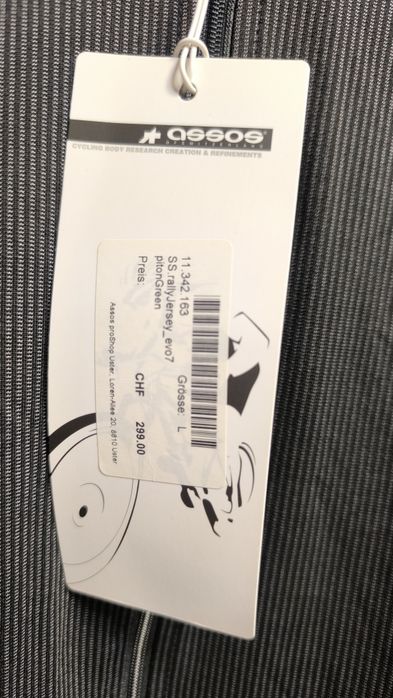 assos
SWITZERLAND
CYCLING BODY RESEARCH CREATION & REFINEMENTS
11.342.163 Grösse: L
SS.rallyJersey_evo7
pitonGreen
Preis: CHF 299.00
Assos proShop Uster, Loren-Allee 20, 8610 Uster